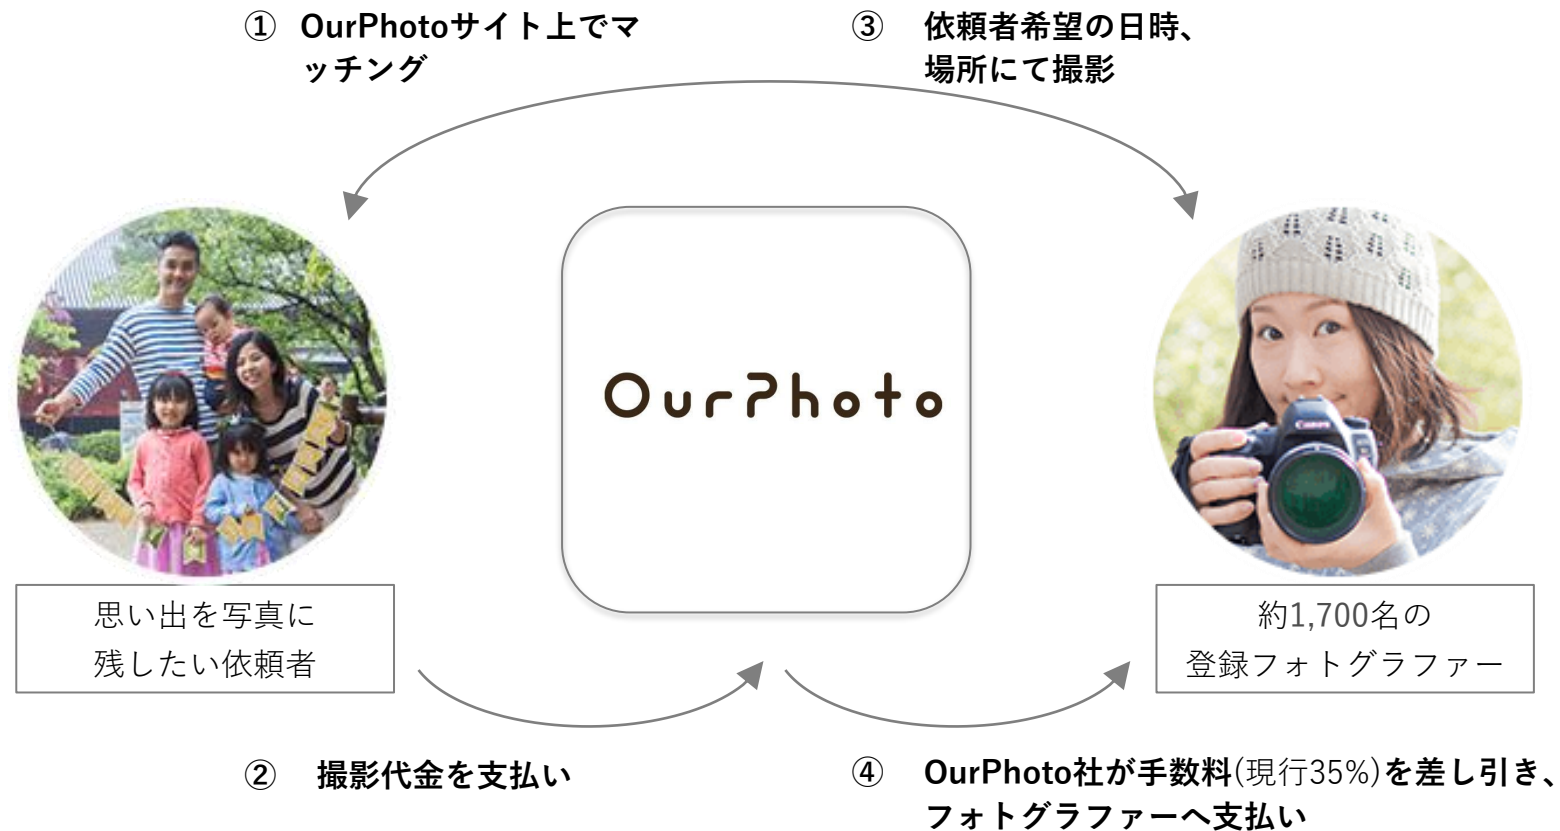 ① OurPhotoサイト上でマ
ッチング
③ 依頼者希望の日時、
場所にて撮影
OurPhoto
Canon
思い出を写真に
残したい依頼者
約1,700名の
登録フォトグラファー
② 撮影代金を支払い
④ OurPhoto社が手数料(現行35%)を差し引き、
フォトグラファーへ支払い